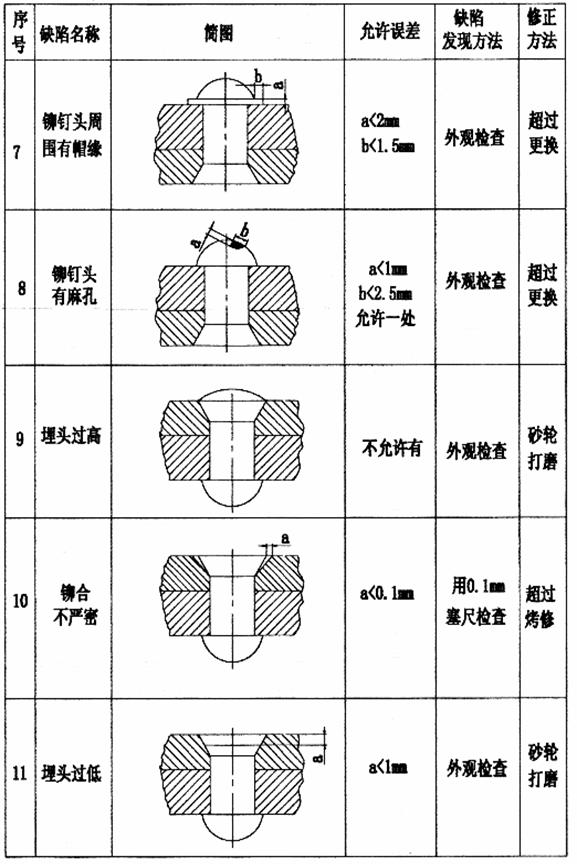 序号 缺陷名称 简图 允许误差 缺陷发现方法 修正方法
7 铆钉头周围有帽缘 b a a<2mm b<1.5mm 外观检查 超过更换
8 铆钉头有麻孔 a b a<1mm b<2.5mm 允许一处 外观检查 超过更换
9 埋头过高 不允许有 外观检查 砂轮打磨
10 铆合不严密 a a<0.1mm 用0.1mm塞尺检查 超过烤修
11 埋头过低 a a<1mm 外观检查 砂轮打磨